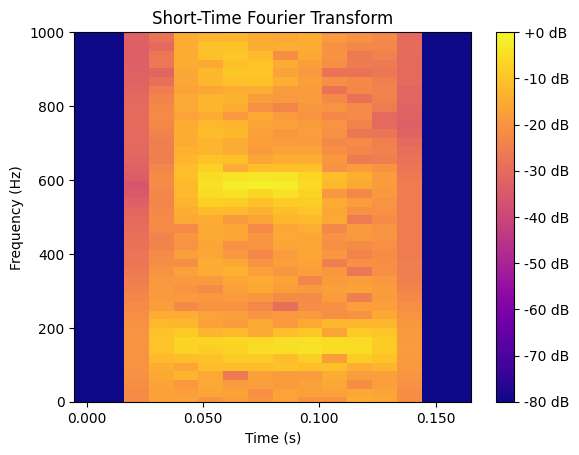 Short-Time Fourier Transform
1000
800
600
400
200
0
Frequency (Hz)
0.000
0.050
0.100
0.150
Time (s)
+0 dB
-10 dB
-20 dB
-30 dB
-40 dB
-50 dB
-60 dB
-70 dB
-80 dB